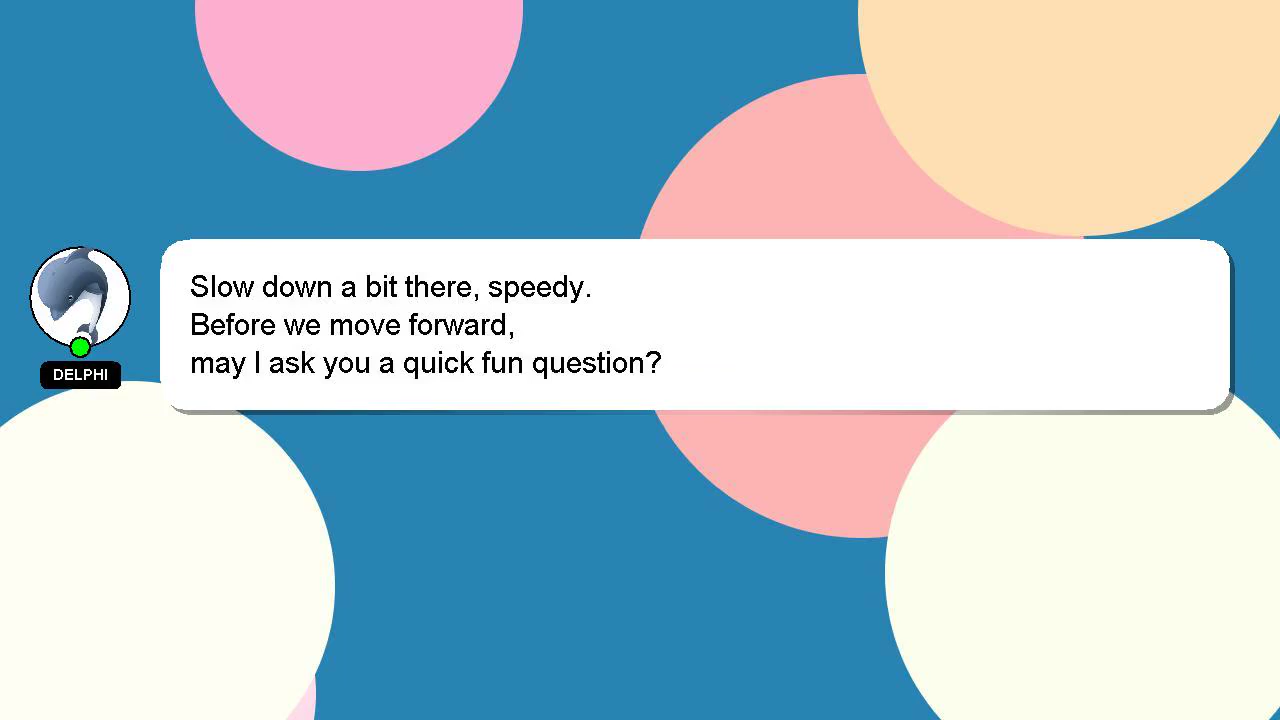 Slow down a bit there, speedy.
Before we move forward,
may I ask you a quick fun question?
DELPHI